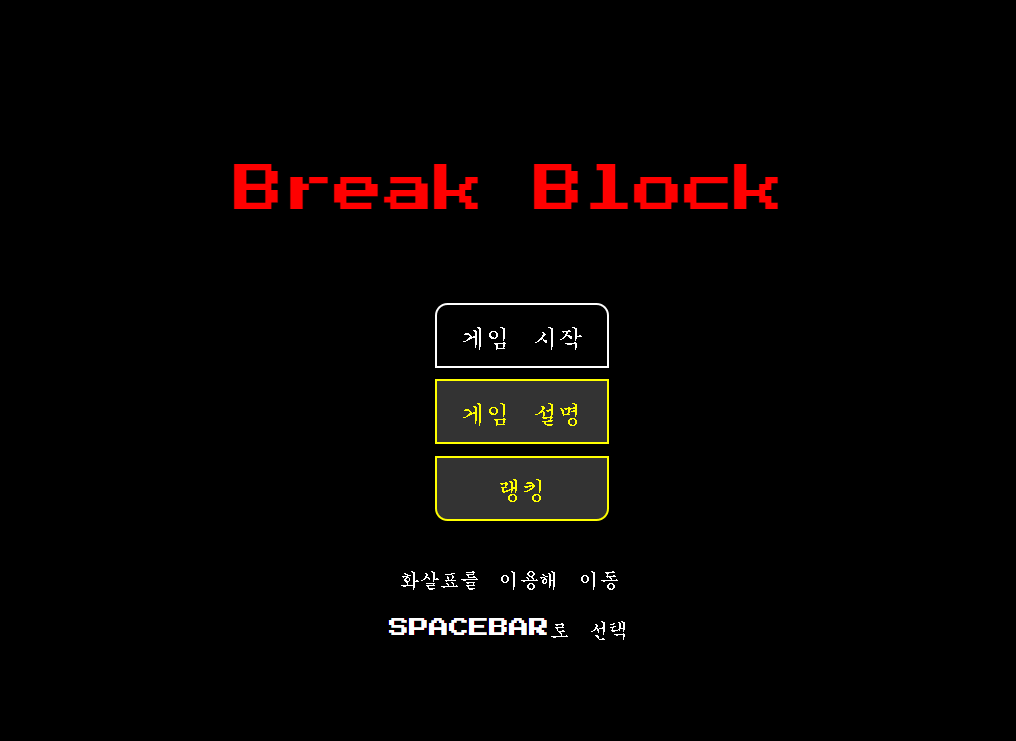 Break Block
게임 시작
게임 설명
랭킹
화살표를 이용해 이동
SPACEBAR로 선택